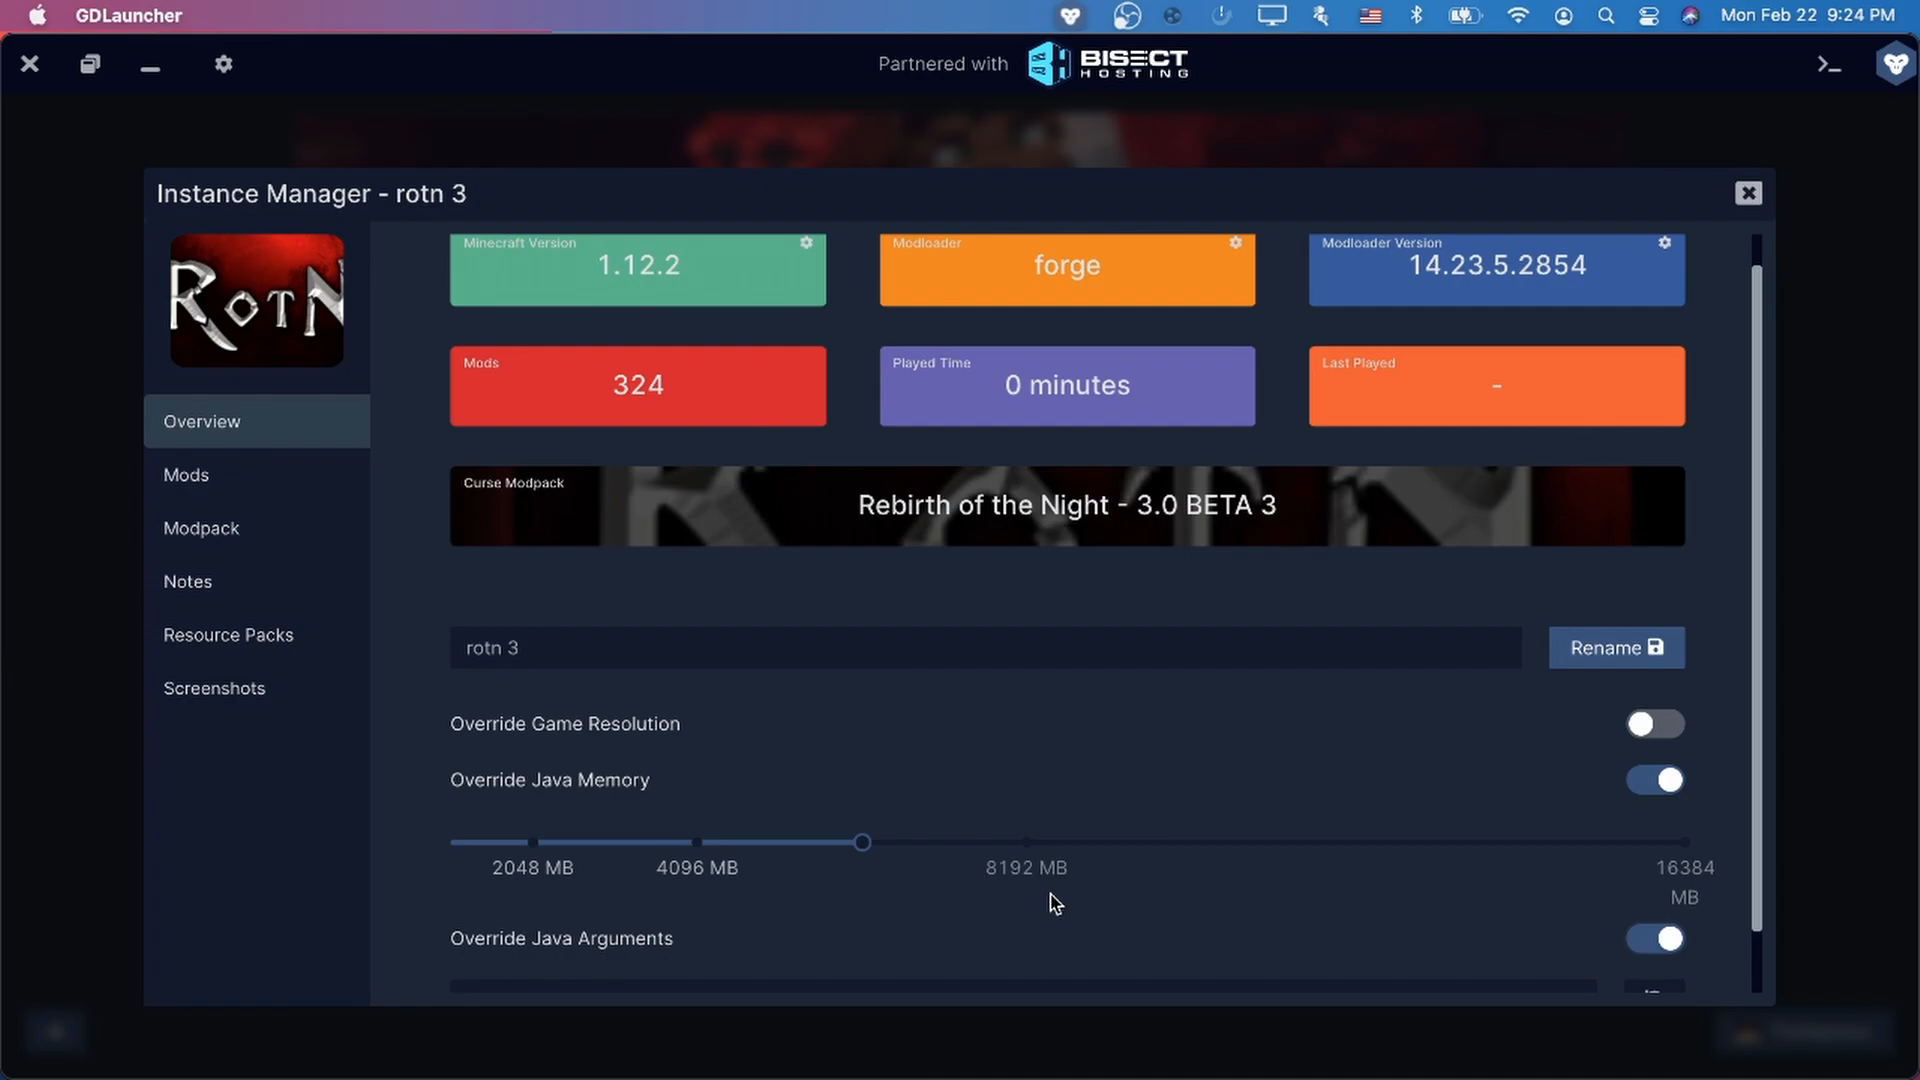 GDLauncher
Mon Feb 22 9:24 PM
Partnered with
BISECT
HOSTING
Instance Manager - rotn 3
ROTN
Minecraft Version
1.12.2
Modloader
forge
Modloader Version
14.23.5.2854
Mods
324
Played Time
0 minutes
Last Played
-
Overview
Mods
Modpack
Notes
Resource Packs
Screenshots
Curse Modpack
Rebirth of the Night - 3.0 BETA 3
rotn 3
Rename
Override Game Resolution
Override Java Memory
2048 MB
4096 MB
8192 MB
16384
MB
Override Java Arguments